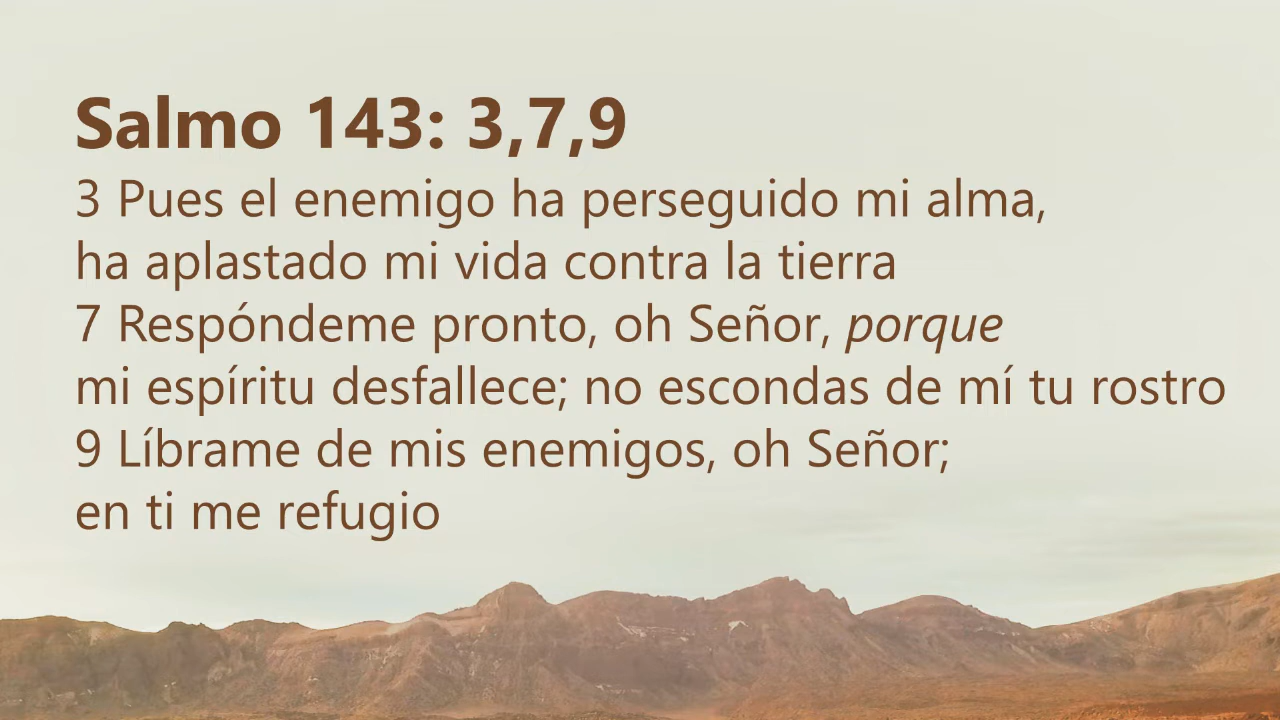 Salmo 143: 3,7,9
3 Pues el enemigo ha perseguido mi alma,
ha aplastado mi vida contra la tierra
7 Respóndeme pronto, oh Señor, porque
mi espíritu desfallece; no escondas de mí tu rostro
9 Líbrame de mis enemigos, oh Señor;
en ti me refugio